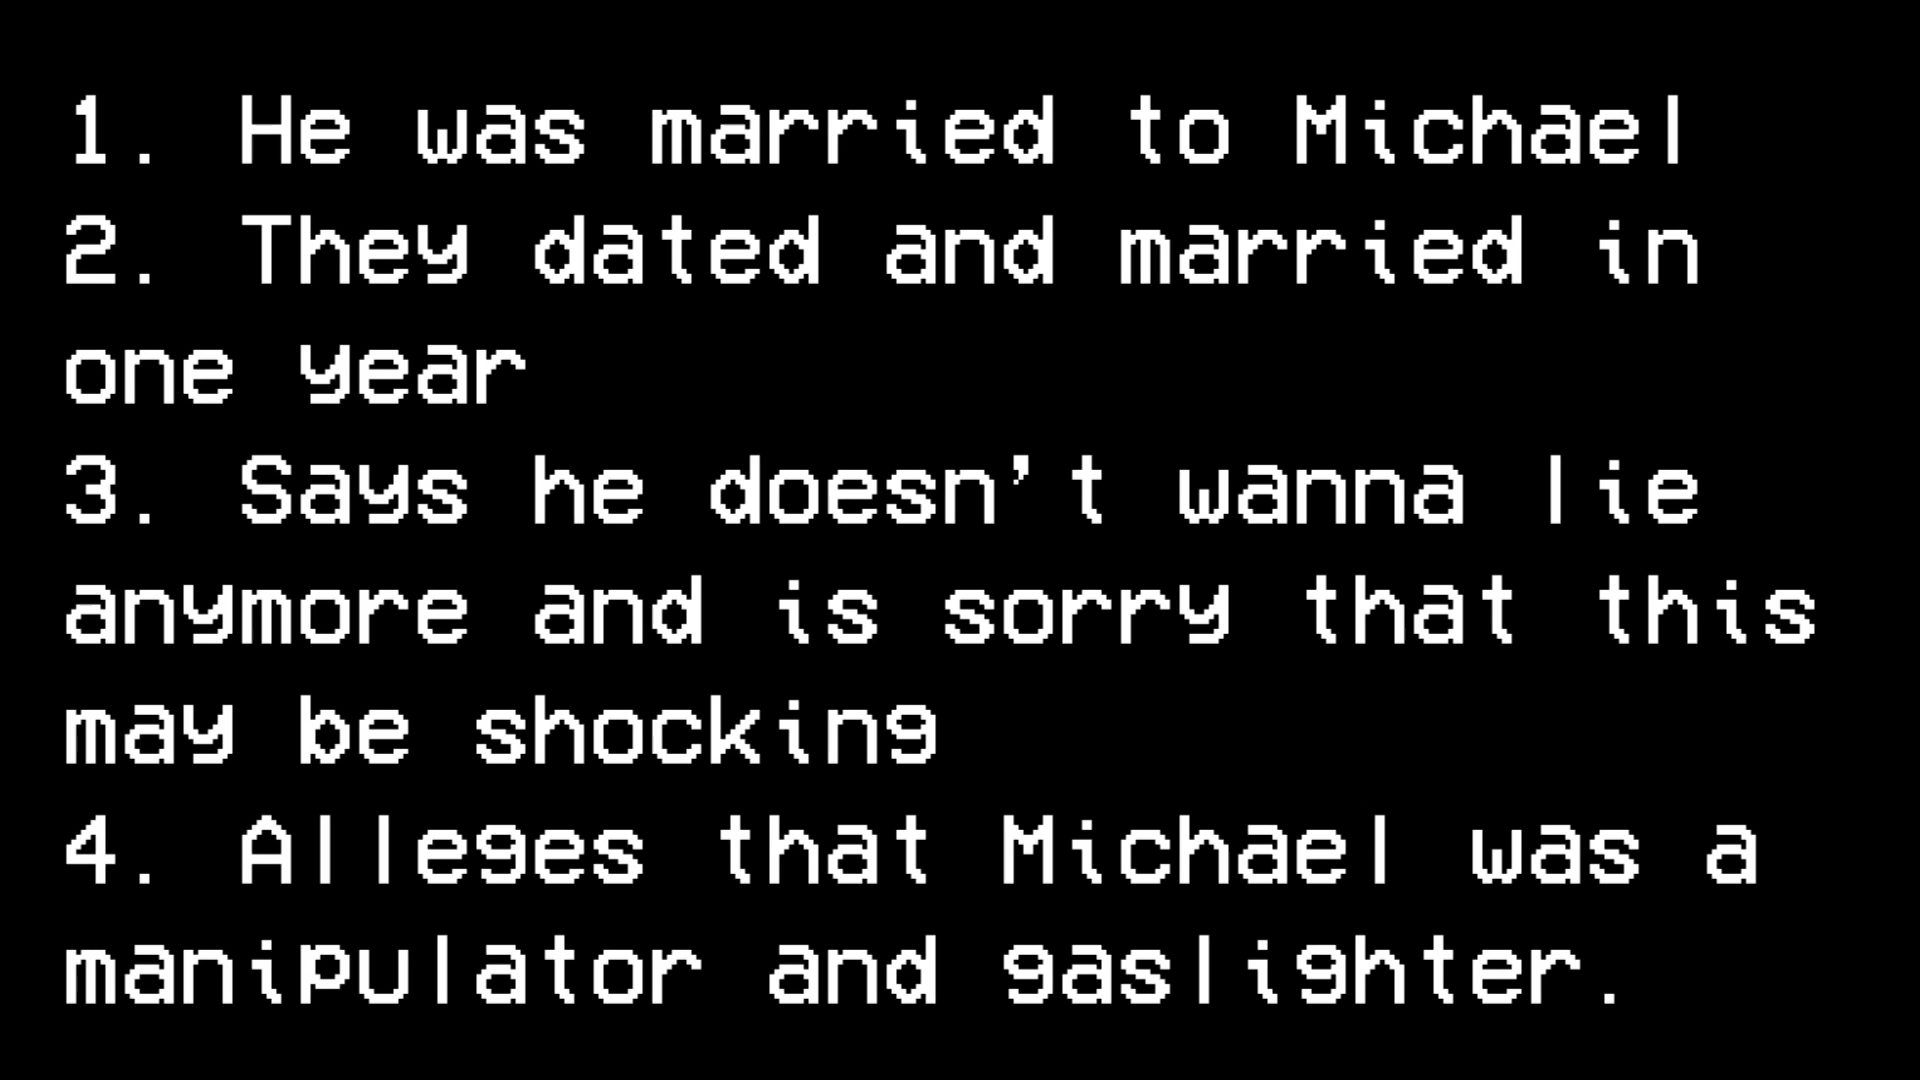 1. He was married to Michael
2. They dated and married in
one year
3. Says he doesn't wanna lie
anymore and is sorry that this
may be shocking
4. Alleges that Michael was a
manipulator and gaslighter.